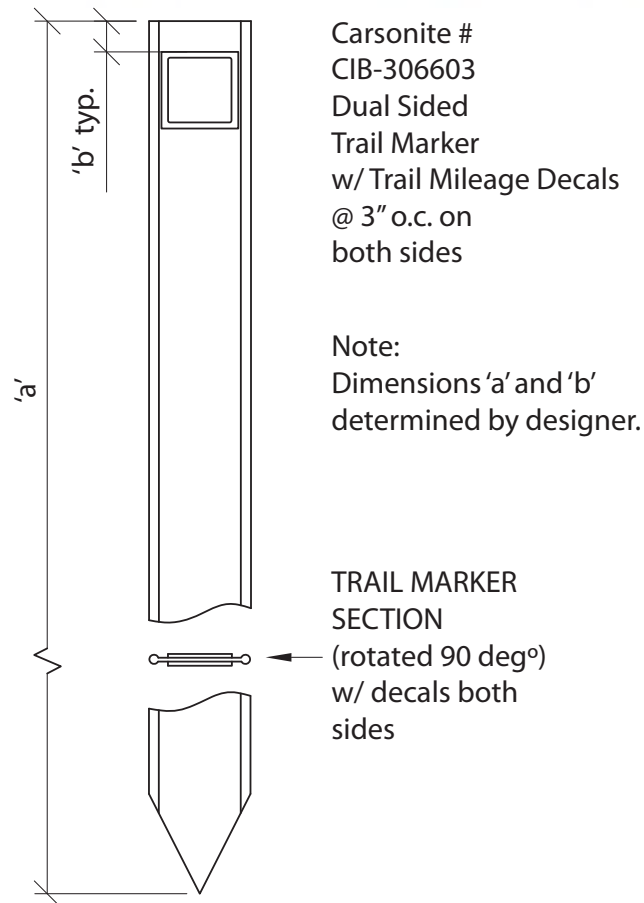 ‘b’ typ.
‘a’
Carsonite #
CIB-306603
Dual Sided
Trail Marker
w/ Trail Mileage Decals
@ 3” o.c. on
both sides
Note:
Dimensions ‘a’ and ‘b’
determined by designer.
TRAIL MARKER
SECTION
(rotated 90 degº)
w/ decals both
sides